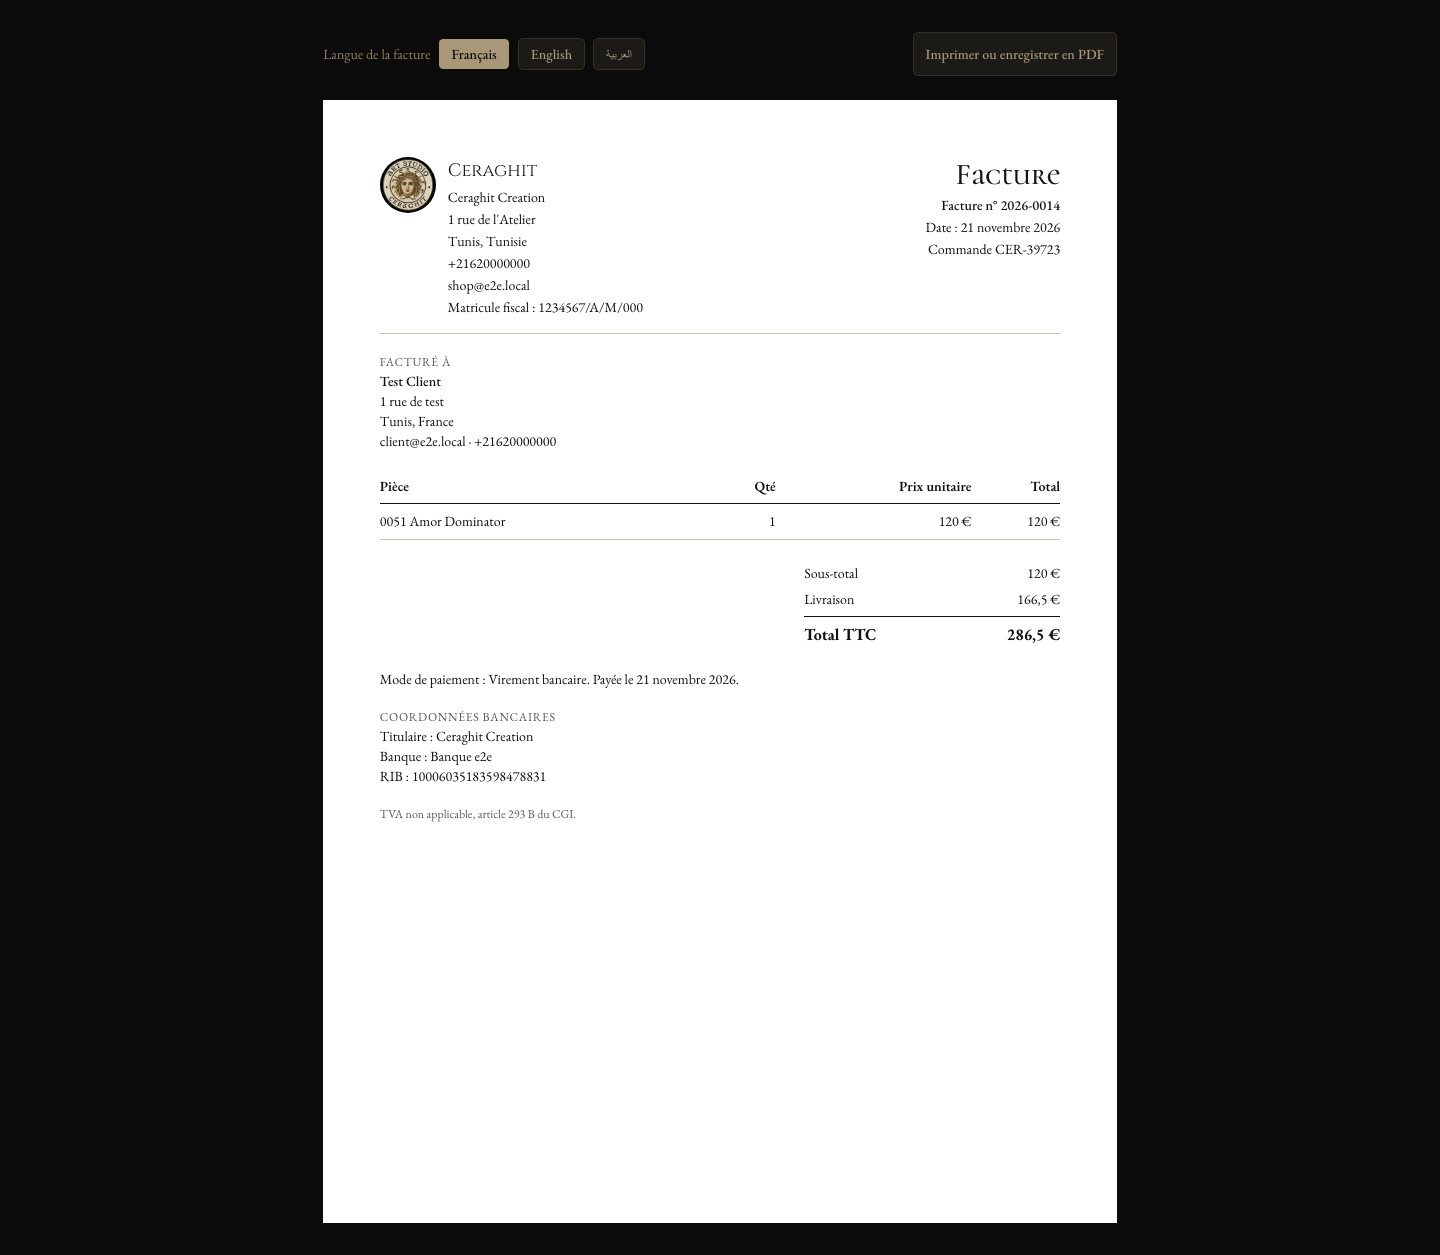 Langue de la facture Français English العربية Imprimer ou enregistrer en PDF
ART STUDIO
CERAGHIT
Ceraghit
Ceraghit Creation
1 rue de l'Atelier
Tunis, Tunisie
+21620000000
shop@e2e.local
Matricule fiscal : 1234567/A/M/000
Facture
Facture n° 2026-0014
Date : 21 novembre 2026
Commande CER-39723
FACTURÉ À
Test Client
1 rue de test
Tunis, France
client@e2e.local · +21620000000
Pièce Qté Prix unitaire Total
0051 Amor Dominator 1 120 € 120 €
Sous-total 120 €
Livraison 166,5 €
Total TTC 286,5 €
Mode de paiement : Virement bancaire. Payée le 21 novembre 2026.
COORDONNÉES BANCAIRES
Titulaire : Ceraghit Creation
Banque : Banque e2e
RIB : 10006035183598478831
TVA non applicable, article 293 B du CGI.